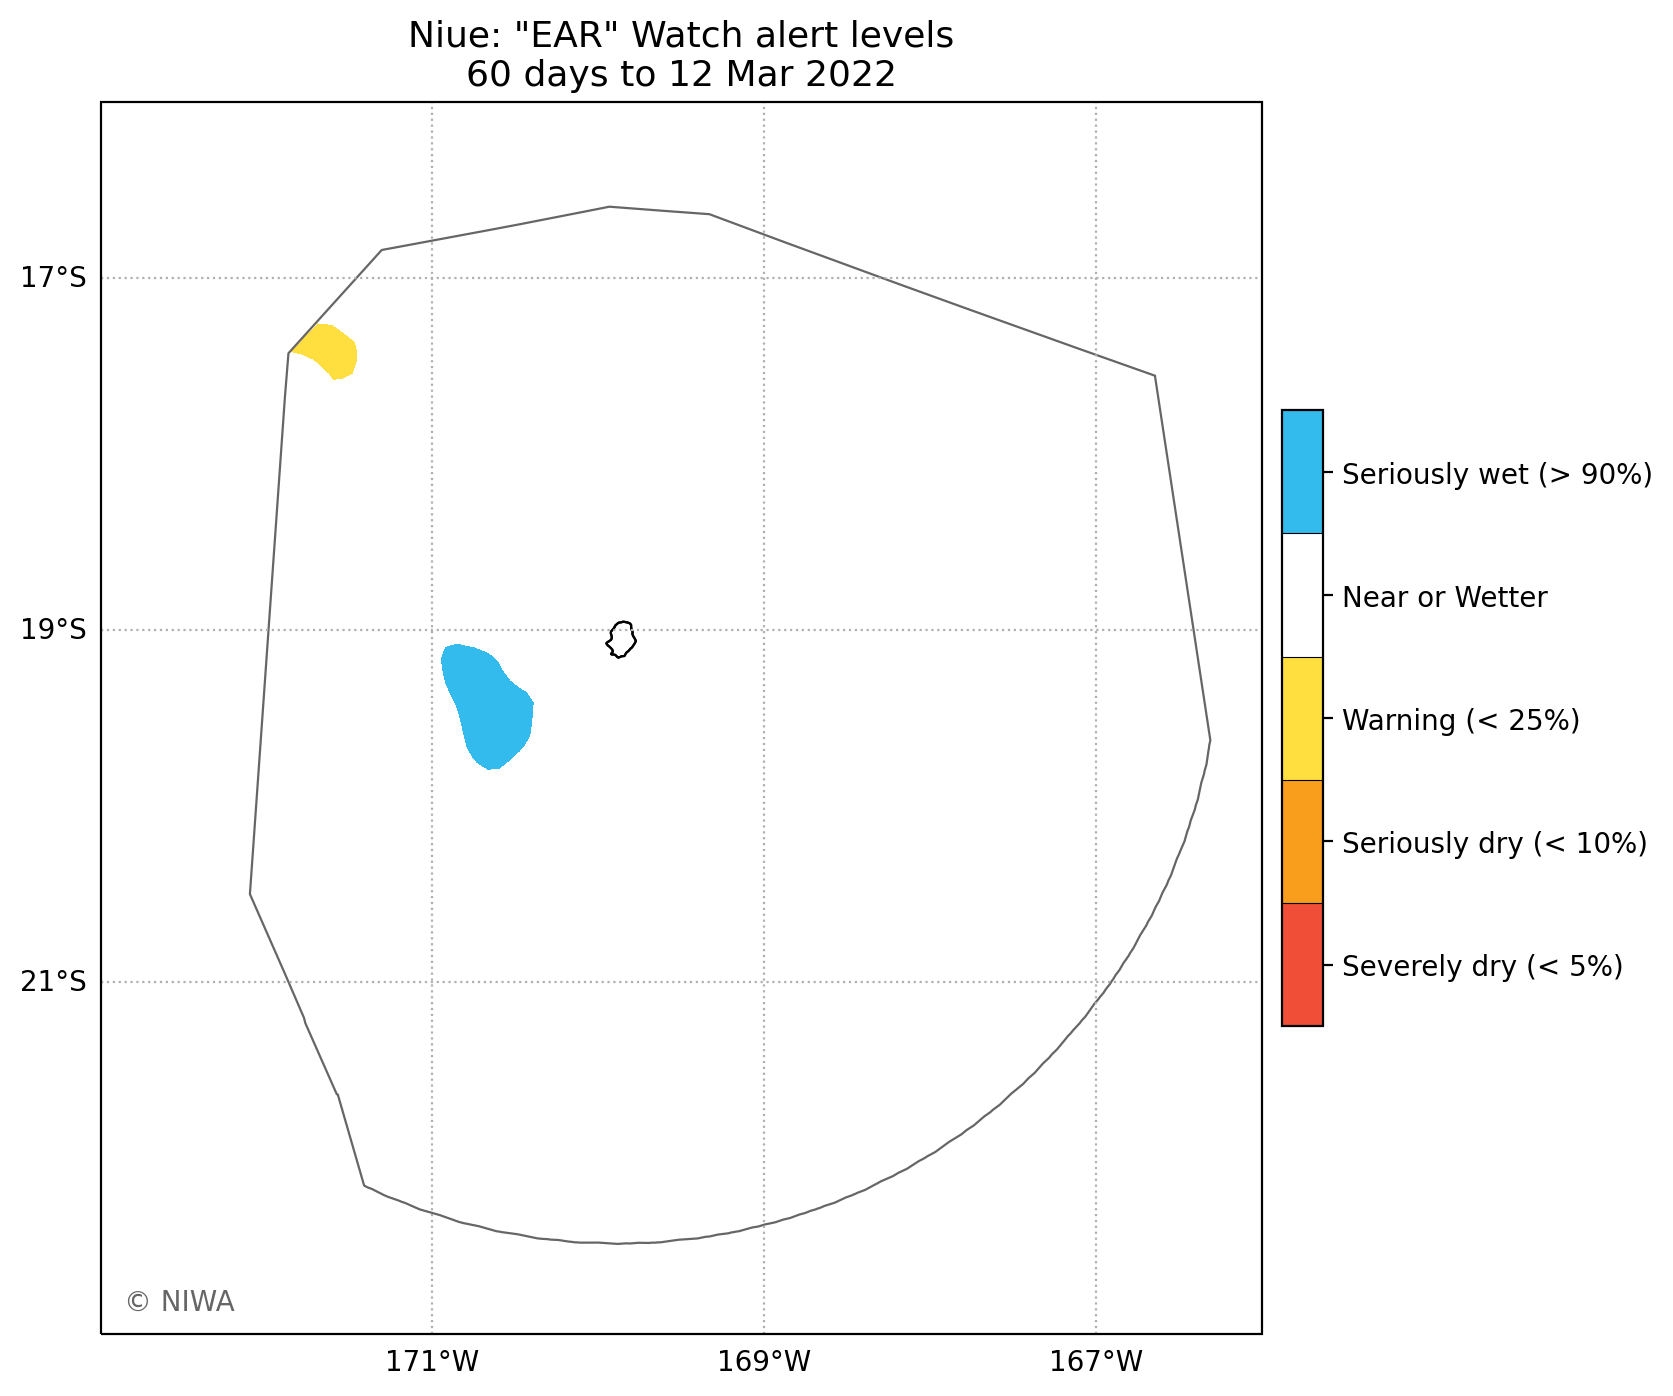 Niue: "EAR" Watch alert levels
60 days to 12 Mar 2022
17°S
19°S
21°S
171°W
169°W
167°W
Seriously wet (> 90%)
Near or Wetter
Warning (< 25%)
Seriously dry (< 10%)
Severely dry (< 5%)
© NIWA